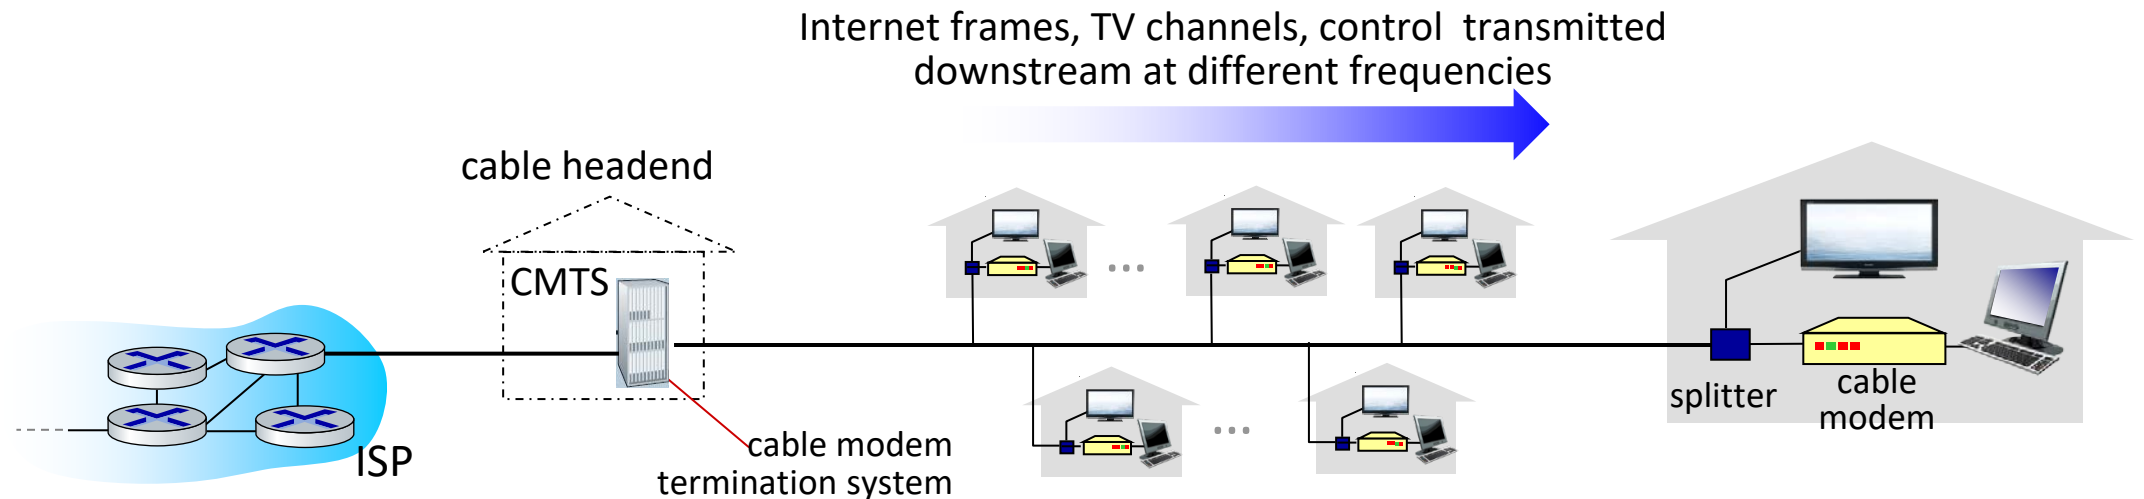 Internet frames, TV channels, control  transmitted
downstream at different frequencies
cable headend
CMTS
ISP
cable modem
termination system
splitter
cable
modem